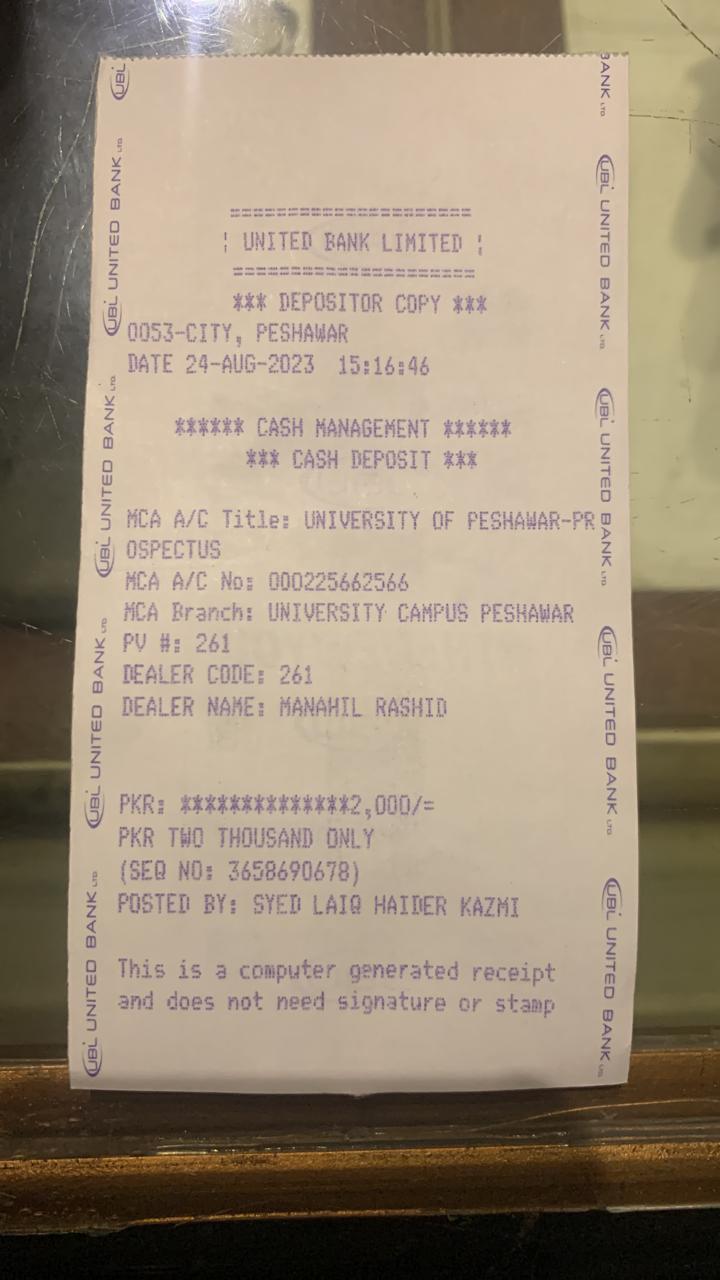 ====================
¦ UNITED BANK LIMITED ¦
====================
*** DEPOSITOR COPY ***
0053-CITY, PESHAWAR
DATE 24-AUG-2023 15:16:46
****** CASH MANAGEMENT ******
*** CASH DEPOSIT ***
MCA A/C Title: UNIVERSITY OF PESHAWAR-PR
OSPECTUS
MCA A/C No: 000225662566
MCA Branch: UNIVERSITY CAMPUS PESHAWAR
PV #: 261
DEALER CODE: 261
DEALER NAME: MANAHIL RASHID
PKR: **************2,000/=
PKR TWO THOUSAND ONLY
(SEQ NO: 3658690678)
POSTED BY: SYED LAIQ HAIDER KAZMI
This is a computer generated receipt
and does not need signature or stamp
UBL
UBL UNITED BANK LTD.
UBL UNITED BANK LTD.
UBL UNITED BANK LTD.
UBL UNITED BANK LTD.
BANK LTD.
UBL UNITED BANK LTD.
UBL UNITED BANK LTD.
UBL UNITED BANK LTD.
UBL UNITED BANK LTD.